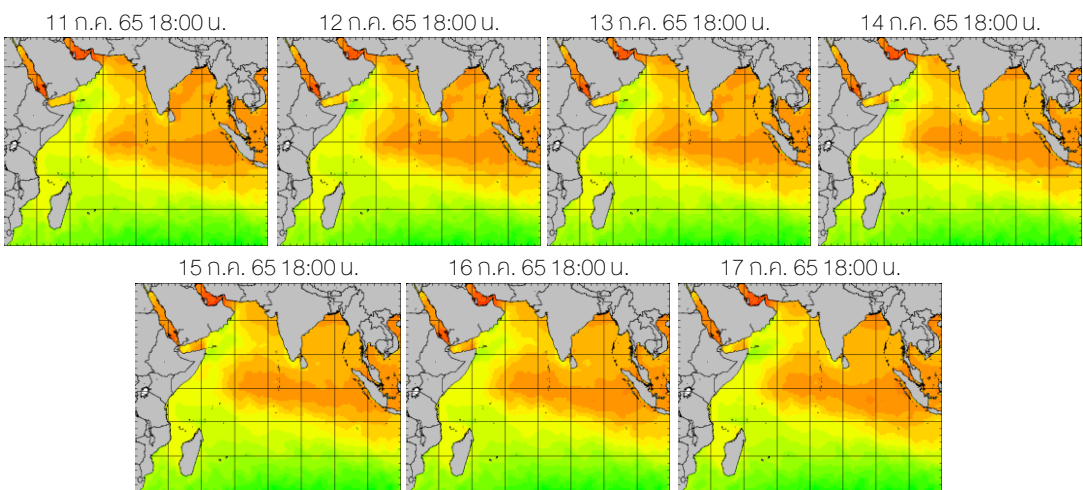 11 ก.ค. 65 18:00 น.
12 ก.ค. 65 18:00 น.
13 ก.ค. 65 18:00 น.
14 ก.ค. 65 18:00 น.
15 ก.ค. 65 18:00 น.
16 ก.ค. 65 18:00 น.
17 ก.ค. 65 18:00 น.